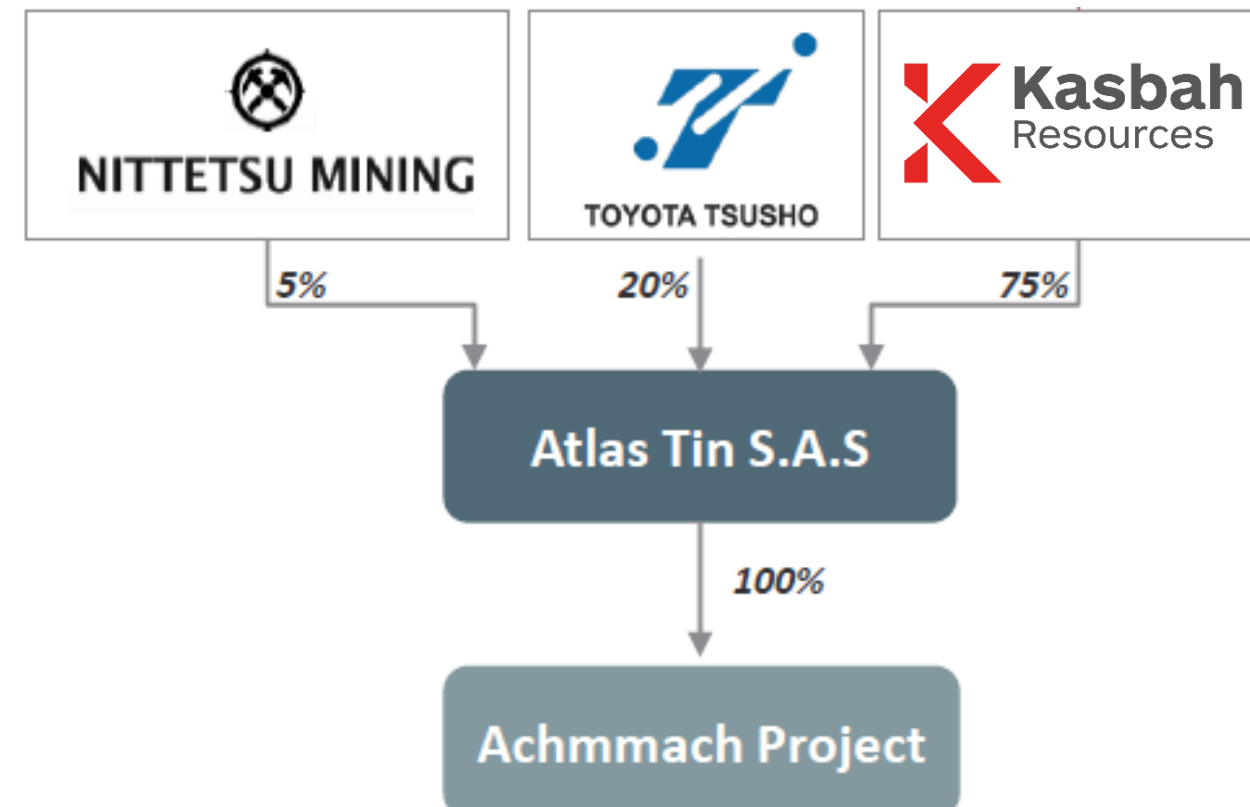 NITTETSU MINING
TOYOTA TSUSHO
Kasbah
Resources
5%
20%
75%
Atlas Tin S.A.S
100%
Achmmach Project